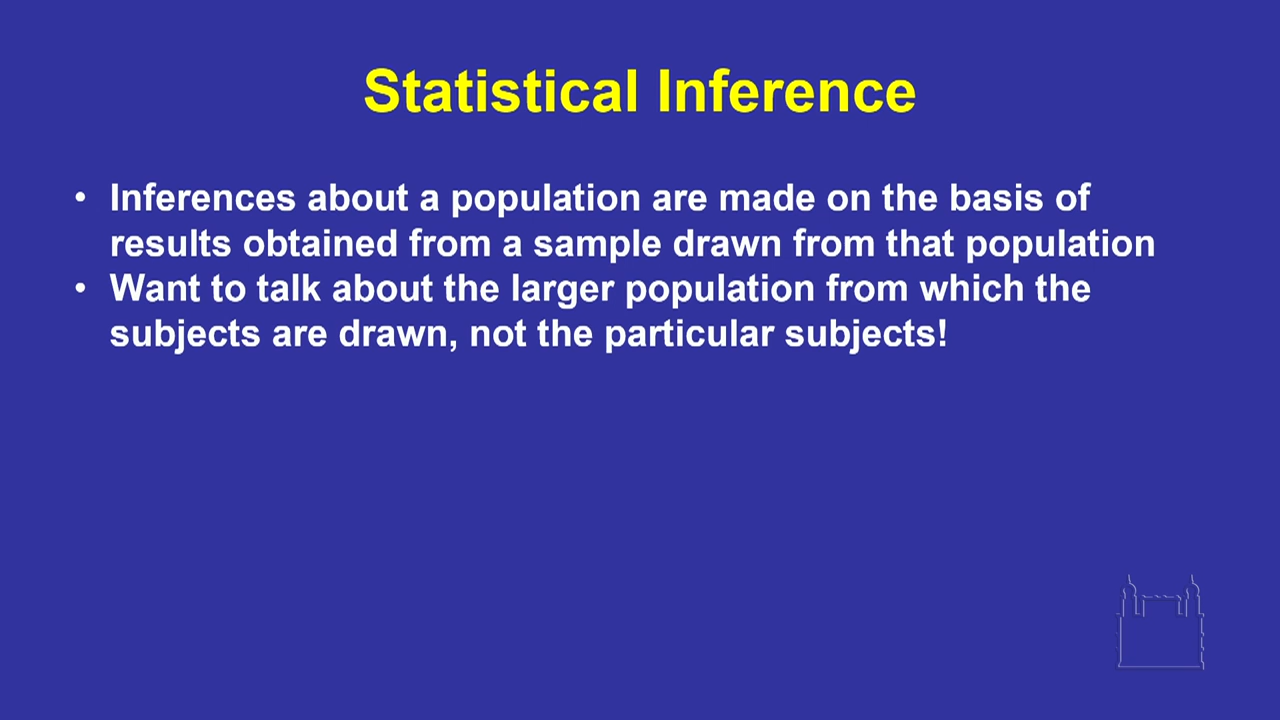 Statistical Inference
• Inferences about a population are made on the basis of
results obtained from a sample drawn from that population
• Want to talk about the larger population from which the
subjects are drawn, not the particular subjects!